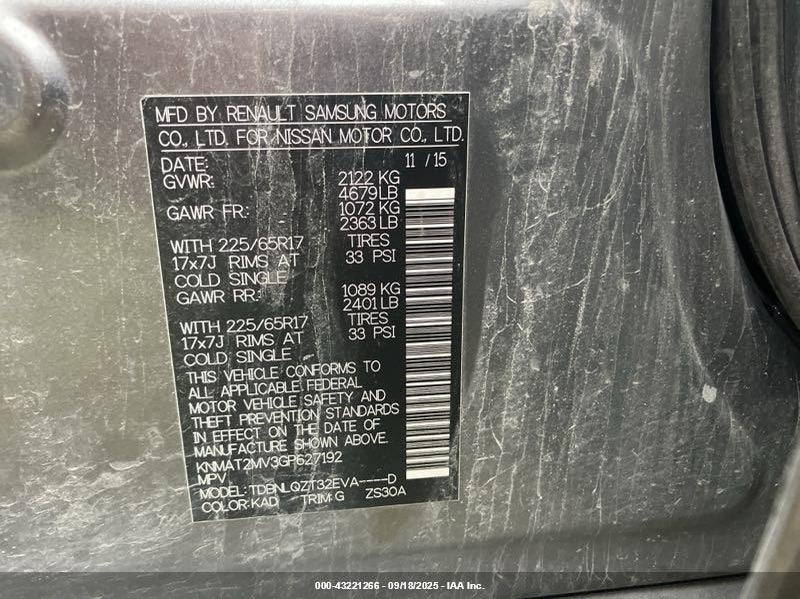 MFD BY RENAULT SAMSUNG MOTORS
CO., LTD. FOR NISSAN MOTOR CO., LTD.
DATE: 11 / 15
GVWR: 2122 KG
4679 LB
GAWR FR.: 1072 KG
2363 LB
WITH 225/65R17 TIRES
17x7J RIMS AT 33 PSI
COLD SINGLE
GAWR RR.: 1089 KG
2401 LB
WITH 225/65R17 TIRES
17x7J RIMS AT 33 PSI
COLD SINGLE
THIS VEHICLE CONFORMS TO
ALL APPLICABLE FEDERAL
MOTOR VEHICLE SAFETY AND
THEFT PREVENTION STANDARDS
IN EFFECT ON THE DATE OF
MANUFACTURE SHOWN ABOVE.
KNMAT2MV3GP627192
MPV
MODEL: TDBNLQZT32EVA----D
COLOR: KAD TRIM: G ZS30A
000-43221266 - 09/18/2025 - IAA Inc.